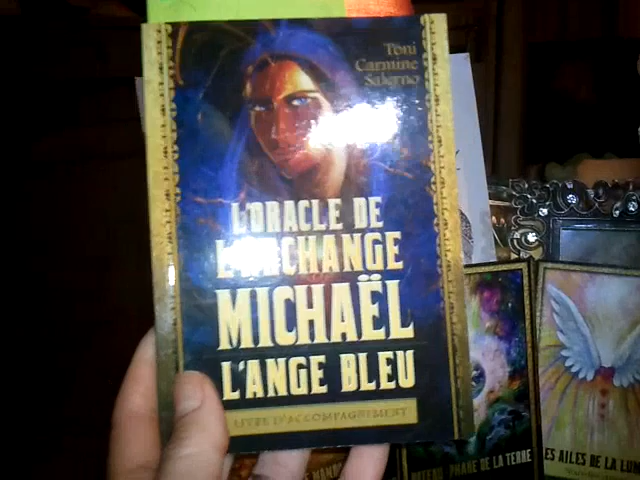 Toni
Carmine
Salerno
L'ORACLE DE
L'ARCHANGE
MICHAËL
L'ANGE BLEU
LIVRE D'ACCOMPAGNEMENT
PHARE DE LA TERRE
LES AILES DE LA LUM